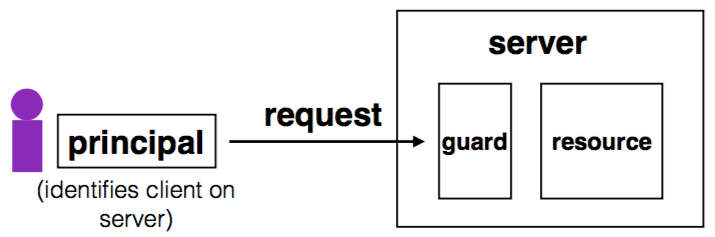 server
request
principal
guard
resource
(identifies client on
server)